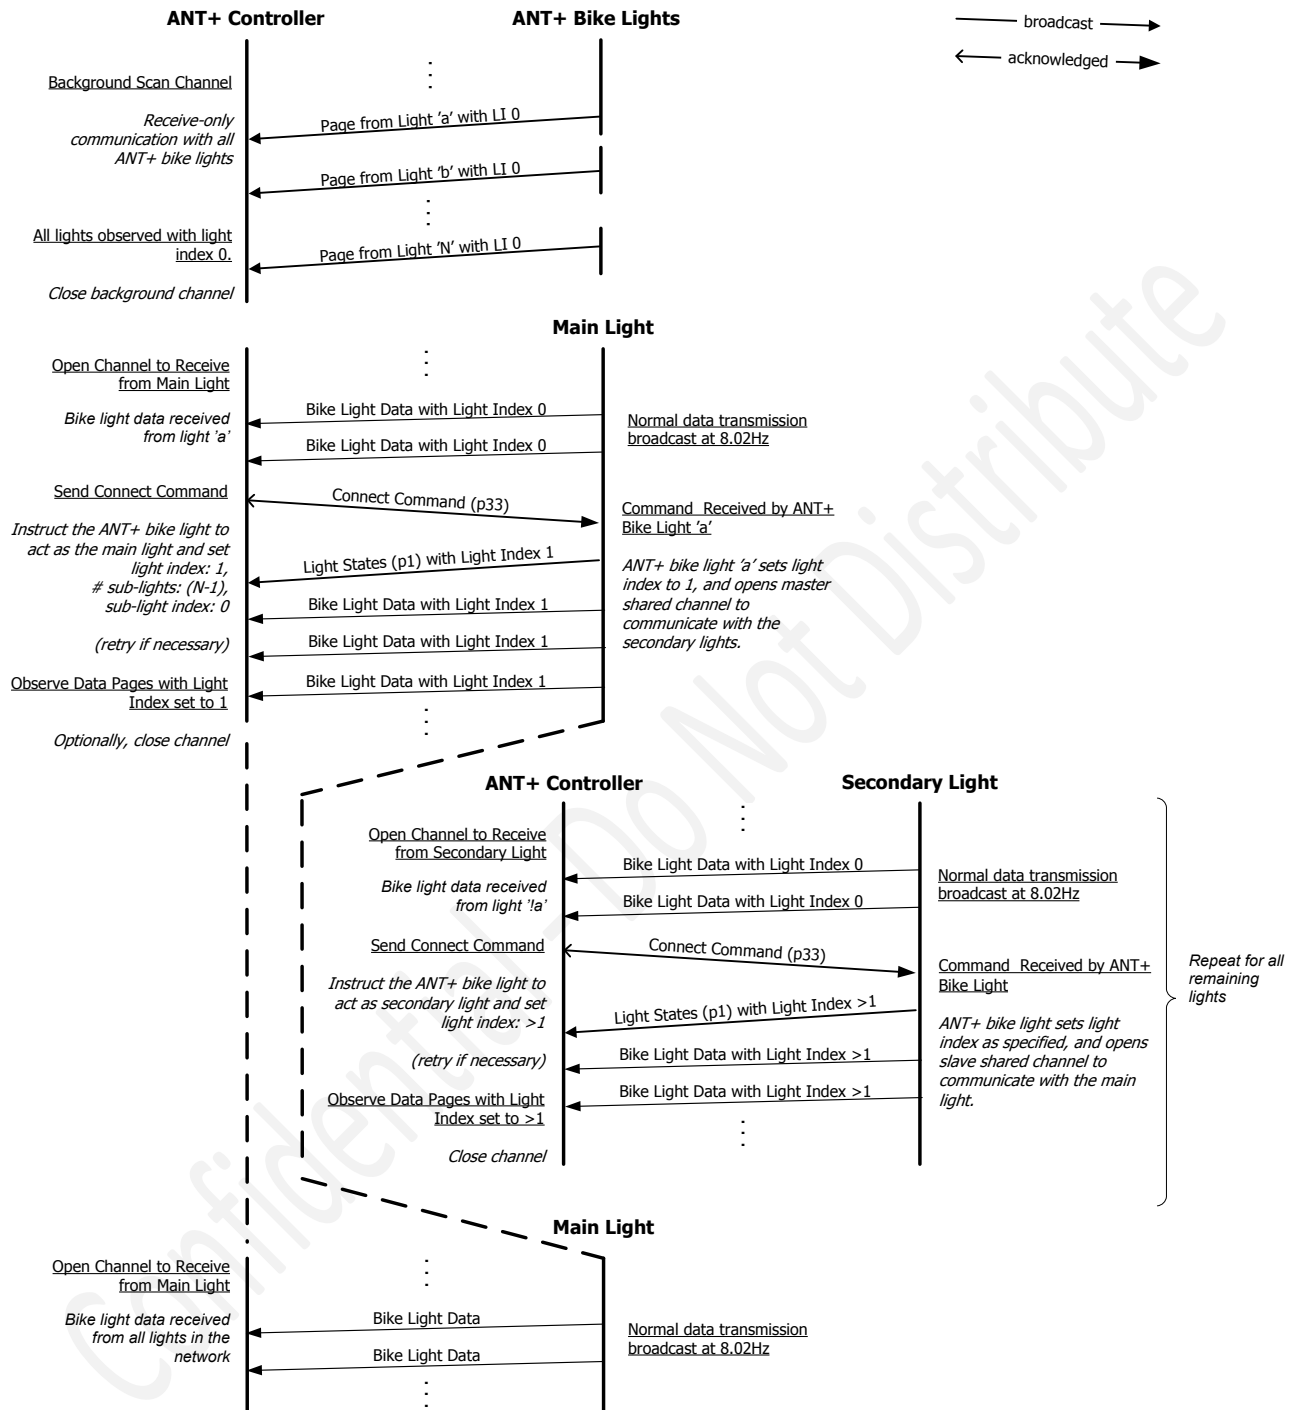 ANT+ Controller
ANT+ Bike Lights
broadcast
acknowledged
Background Scan Channel
Receive-only
communication with all
ANT+ bike lights
Page from Light 'a' with LI 0
Page from Light 'b' with LI 0
All lights observed with light
index 0.
Page from Light 'N' with LI 0
Close background channel
Main Light
Open Channel to Receive
from Main Light
Bike light data received
from light 'a'
Bike Light Data with Light Index 0
Bike Light Data with Light Index 0
Normal data transmission
broadcast at 8.02Hz
Send Connect Command
Connect Command (p33)
Command Received by ANT+
Bike Light 'a'
Instruct the ANT+ bike light to
act as the main light and set
light index: 1,
# sub-lights: (N-1),
sub-light index: 0
(retry if necessary)
Light States (p1) with Light Index 1
Bike Light Data with Light Index 1
Bike Light Data with Light Index 1
Bike Light Data with Light Index 1
ANT+ bike light 'a' sets light
index to 1, and opens master
shared channel to
communicate with the
secondary lights.
Observe Data Pages with Light
Index set to 1
Optionally, close channel
ANT+ Controller
Secondary Light
Open Channel to Receive
from Secondary Light
Bike light data received
from light '!a'
Bike Light Data with Light Index 0
Bike Light Data with Light Index 0
Normal data transmission
broadcast at 8.02Hz
Send Connect Command
Connect Command (p33)
Command Received by ANT+
Bike Light
Instruct the ANT+ bike light to
act as secondary light and set
light index: >1
(retry if necessary)
Light States (p1) with Light Index >1
Bike Light Data with Light Index >1
Bike Light Data with Light Index >1
ANT+ bike light sets light
index as specified, and opens
slave shared channel to
communicate with the main
light.
Repeat for all
remaining
lights
Observe Data Pages with Light
Index set to >1
Close channel
Main Light
Open Channel to Receive
from Main Light
Bike light data received
from all lights in the
network
Bike Light Data
Bike Light Data
Normal data transmission
broadcast at 8.02Hz
Confidential - Do Not Distribute